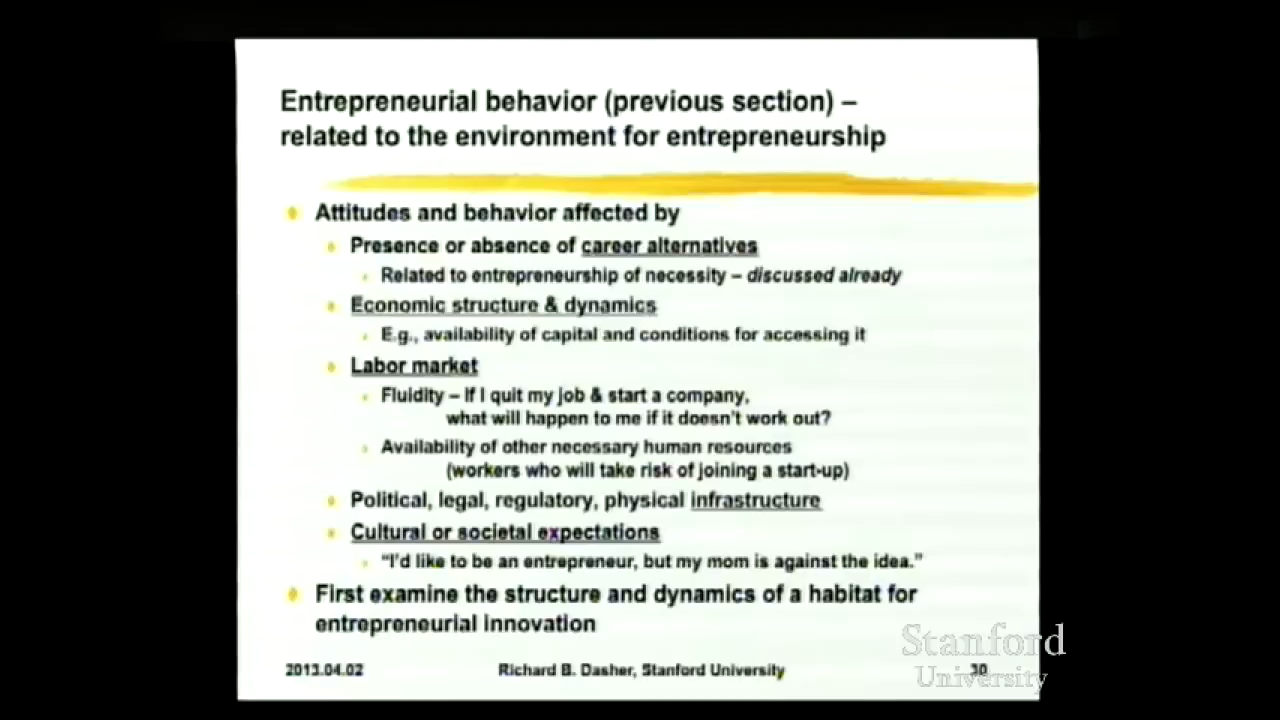 Entrepreneurial behavior (previous section) –
related to the environment for entrepreneurship
Attitudes and behavior affected by
Presence or absence of career alternatives
Related to entrepreneurship of necessity – discussed already
Economic structure & dynamics
E.g., availability of capital and conditions for accessing it
Labor market
Fluidity – If I quit my job & start a company,
what will happen to me if it doesn't work out?
Availability of other necessary human resources
(workers who will take risk of joining a start-up)
Political, legal, regulatory, physical infrastructure
Cultural or societal expectations
“I'd like to be an entrepreneur, but my mom is against the idea.”
First examine the structure and dynamics of a habitat for
entrepreneurial innovation
2013.04.02 Richard B. Dasher, Stanford University 30
Stanford
University